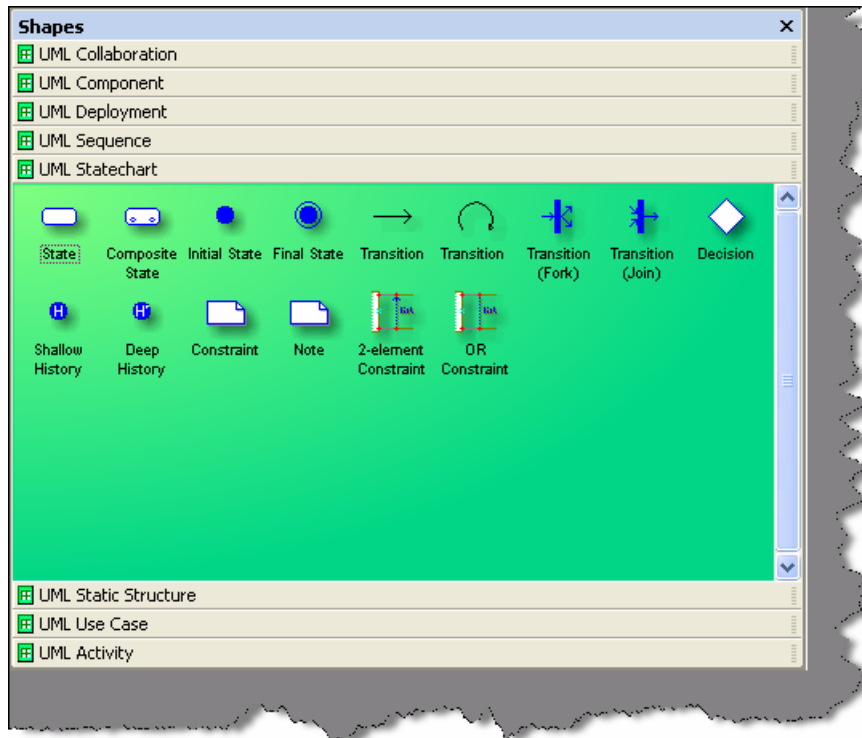 Shapes
UML Collaboration
UML Component
UML Deployment
UML Sequence
UML Statechart
State
Composite State
Initial State
Final State
Transition
Transition
Transition (Fork)
Transition (Join)
Decision
H
H*
Shallow History
Deep History
Constraint
Note
2-element Constraint
OR Constraint
UML Static Structure
UML Use Case
UML Activity